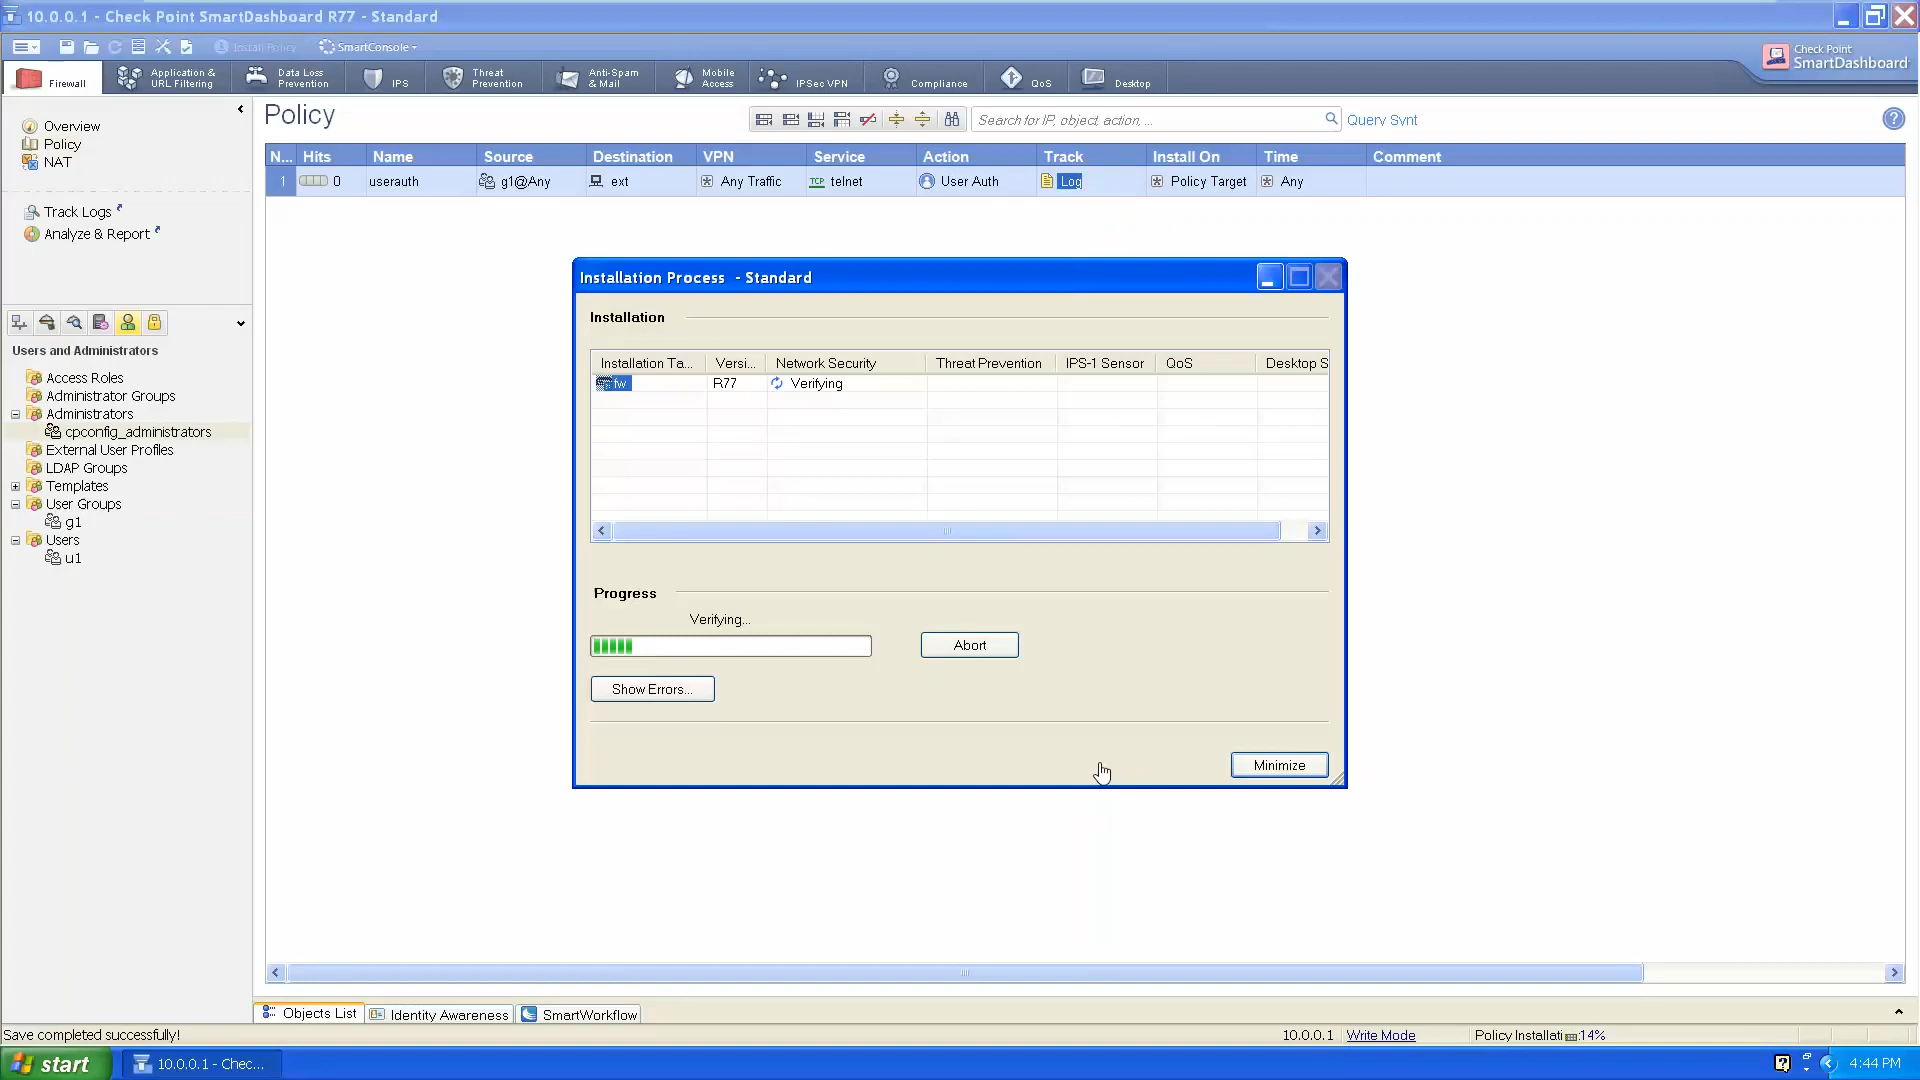 10.0.0.1 - Check Point SmartDashboard R77 - Standard
Install Policy
SmartConsole
Check Point
SmartDashboard
Firewall
Application &
URL Filtering
Data Loss
Prevention
IPS
Threat
Prevention
Anti-Spam
& Mail
Mobile
Access
IPSec VPN
Compliance
QoS
Desktop
Overview
Policy
NAT
Track Logs
Analyze & Report
Users and Administrators
Access Roles
Administrator Groups
Administrators
cpconfig_administrators
External User Profiles
LDAP Groups
Templates
User Groups
g1
Users
u1
Policy
Search for IP, object, action, ...
Query Synt
N... Hits Name Source Destination VPN Service Action Track Install On Time Comment
1 0 userauth g1@Any ext Any Traffic TCP telnet User Auth Log Policy Target Any
Installation Process - Standard
Installation
Installation Ta... Versi... Network Security Threat Prevention IPS-1 Sensor QoS Desktop S
fw R77 Verifying
Progress
Verifying...
Abort
Show Errors...
Minimize
Objects List Identity Awareness SmartWorkflow
Save completed successfully! 10.0.0.1 Write Mode Policy Installati :14%
start 10.0.0.1 - Chec... 4:44 PM